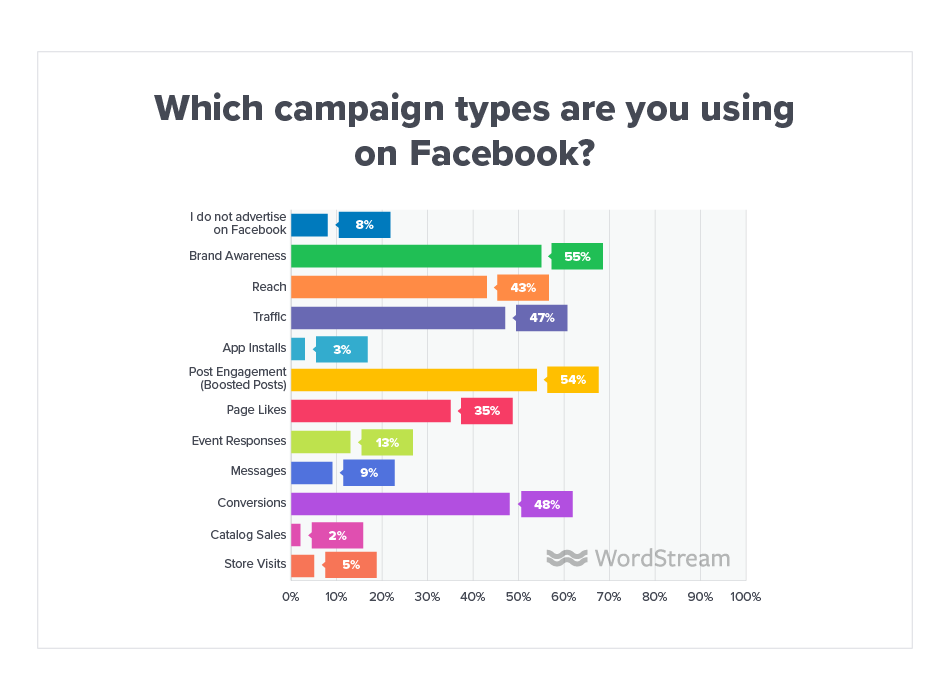 Which campaign types are you using
on Facebook?
I do not advertise
on Facebook
8%
Brand Awareness
55%
Reach
43%
Traffic
47%
App Installs
3%
Post Engagement
(Boosted Posts)
54%
Page Likes
35%
Event Responses
13%
Messages
9%
Conversions
48%
Catalog Sales
2%
Store Visits
5%
WordStream
0% 10% 20% 30% 40% 50% 60% 70% 80% 90% 100%